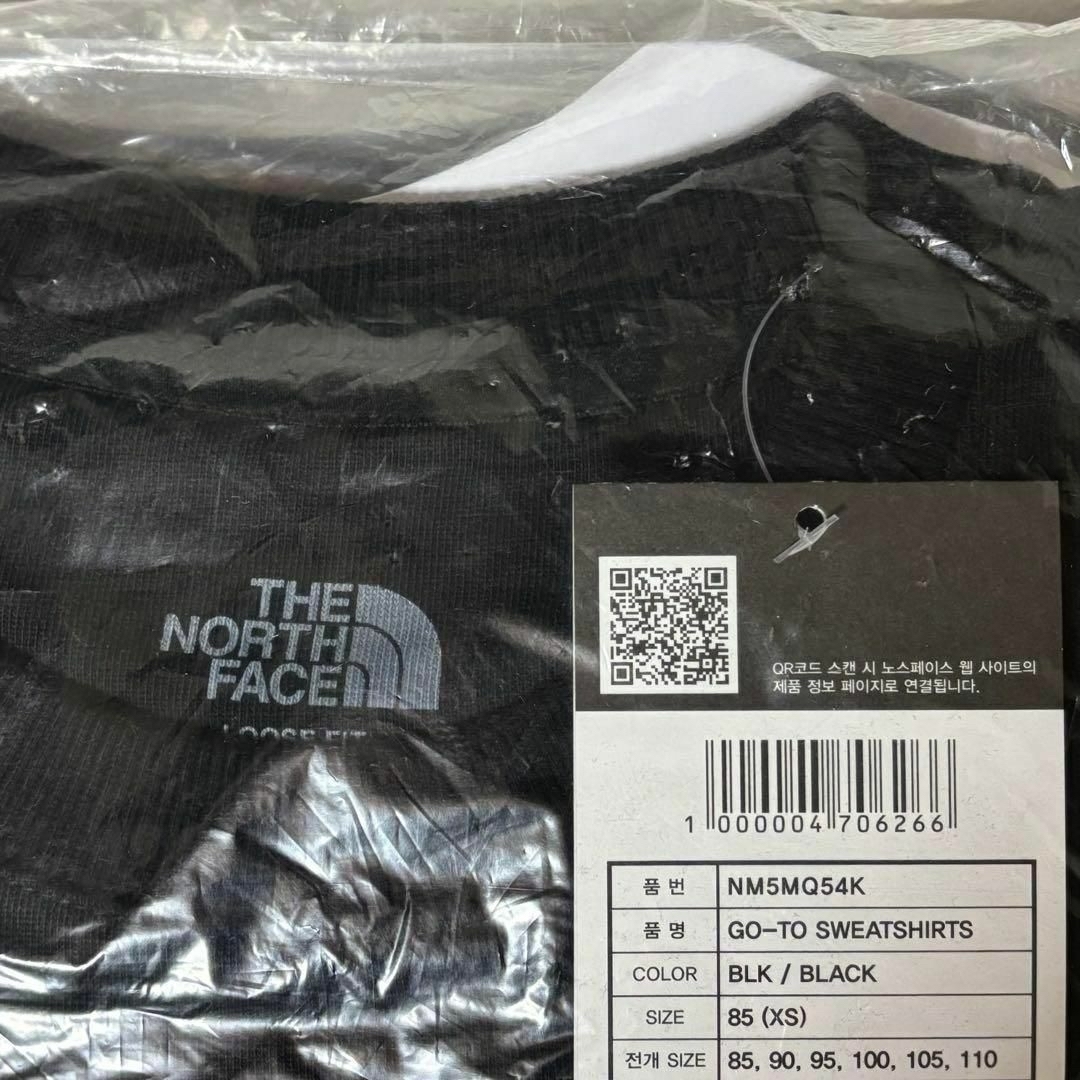 THE
NORTH
FACE
LOOSE FIT
QR코드 스캔 시 노스페이스 웹 사이트의
제품 정보 페이지로 연결됩니다.
1 000004 706266
품 번 NM5MQ54K
품 명 GO-TO SWEATSHIRTS
COLOR BLK / BLACK
SIZE 85 (XS)
전개 SIZE 85, 90, 95, 100, 105, 110